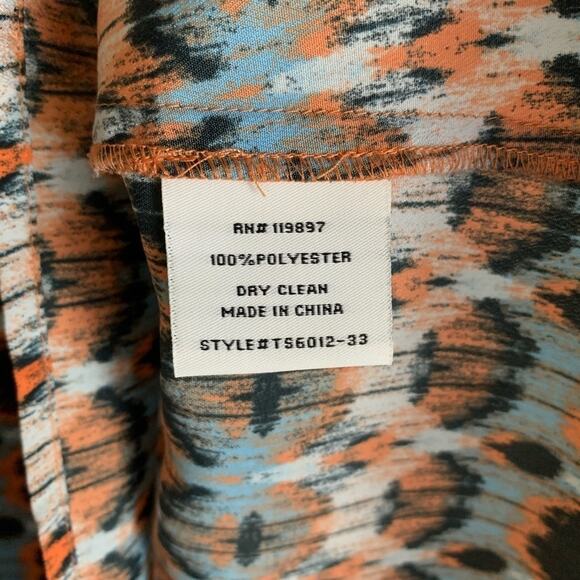 RN# 119897
100%POLYESTER
DRY CLEAN
MADE IN CHINA
STYLE#TS6012-33